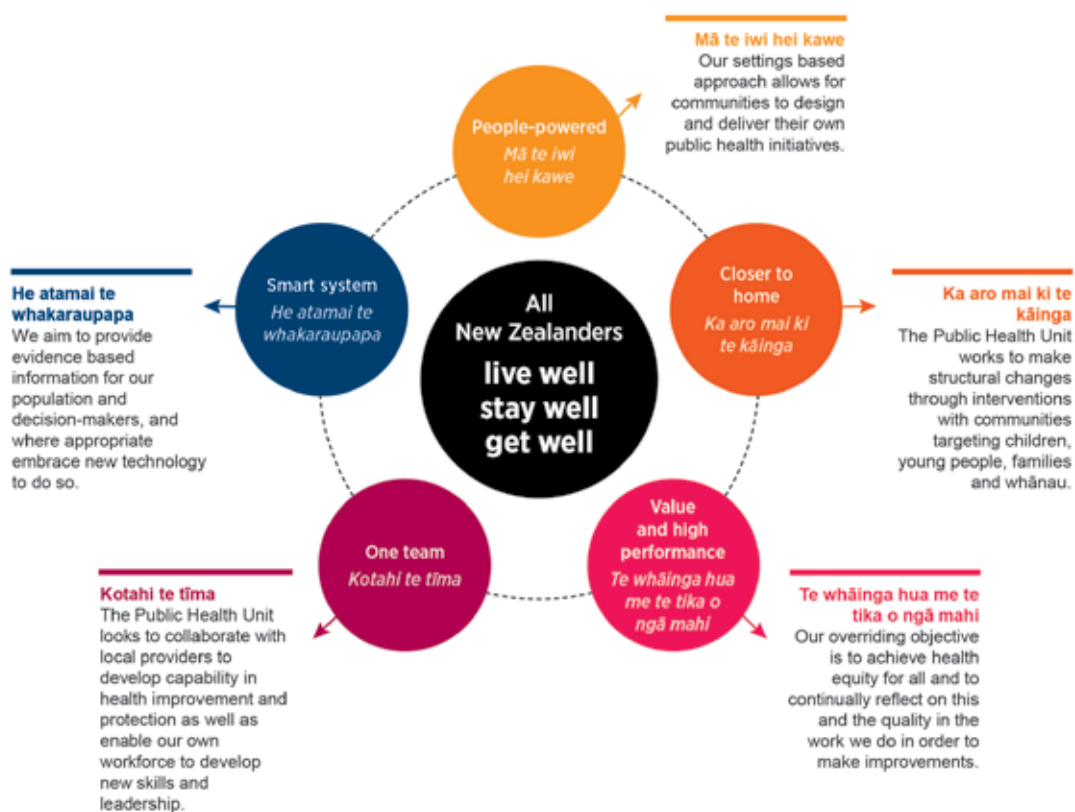 Mā te iwi hei kawe
Our settings based
approach allows for
communities to design
and deliver their own
public health initiatives.
People-powered
Mā te iwi
hei kawe
Smart system
He atamai te
whakaraupapa
He atamai te
whakaraupapa
We aim to provide
evidence based
information for our
population and
decision-makers, and
where appropriate
embrace new technology
to do so.
All
New Zealanders
live well
stay well
get well
Closer to
home
Ka aro mai ki
te kāinga
Ka aro mai ki te
kāinga
The Public Health Unit
works to make
structural changes
through interventions
with communities
targeting children,
young people, families
and whānau.
One team
Kotahi te tīma
Kotahi te tīma
The Public Health Unit
looks to collaborate with
local providers to
develop capability in
health improvement and
protection as well as
enable our own
workforce to develop
new skills and
leadership.
Value
and high
performance
Te whāinga hua
me te tika o
ngā mahi
Te whāinga hua me te
tika o ngā mahi
Our overriding objective
is to achieve health
equity for all and to
continually reflect on this
and the quality in the
work we do in order to
make improvements.